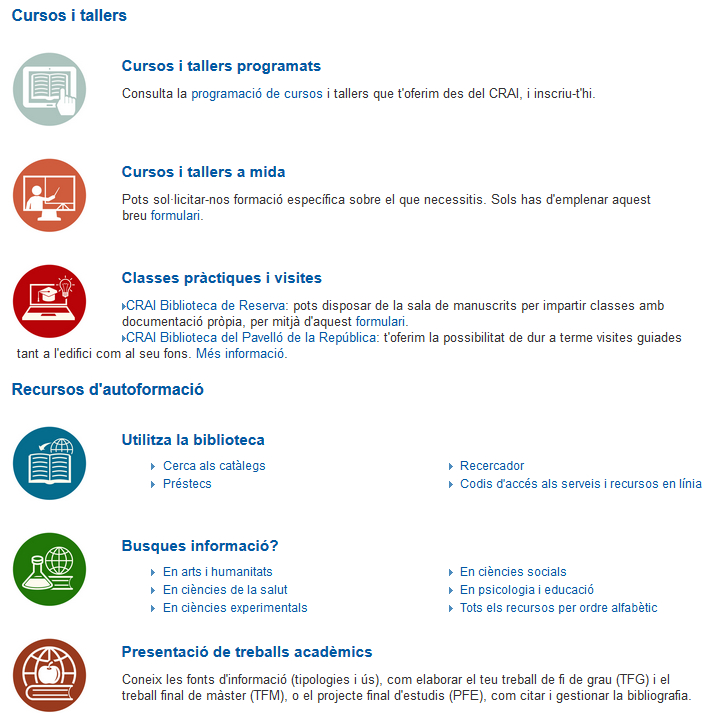 Cursos i tallers
Cursos i tallers programats
Consulta la programació de cursos i tallers que t'oferim des del CRAI, i inscriu-t'hi.
Cursos i tallers a mida
Pots sol·licitar-nos formació específica sobre el que necessitis. Sols has d'emplenar aquest
breu formulari.
Classes pràctiques i visites
CRAI Biblioteca de Reserva: pots disposar de la sala de manuscrits per impartir classes amb
documentació pròpia, per mitjà d'aquest formulari.
CRAI Biblioteca del Pavelló de la República: t'oferim la possibilitat de dur a terme visites guiades
tant a l'edifici com al seu fons. Més informació.
Recursos d'autoformació
Utilitza la biblioteca
Cerca als catàlegs
Recercador
Préstecs
Codis d'accés als serveis i recursos en línia
Busques informació?
En arts i humanitats
En ciències socials
En ciències de la salut
En psicologia i educació
En ciències experimentals
Tots els recursos per ordre alfabètic
Presentació de treballs acadèmics
Coneix les fonts d'informació (tipologies i ús), com elaborar el teu treball de fi de grau (TFG) i el
treball final de màster (TFM), o el projecte final d'estudis (PFE), com citar i gestionar la bibliografia.